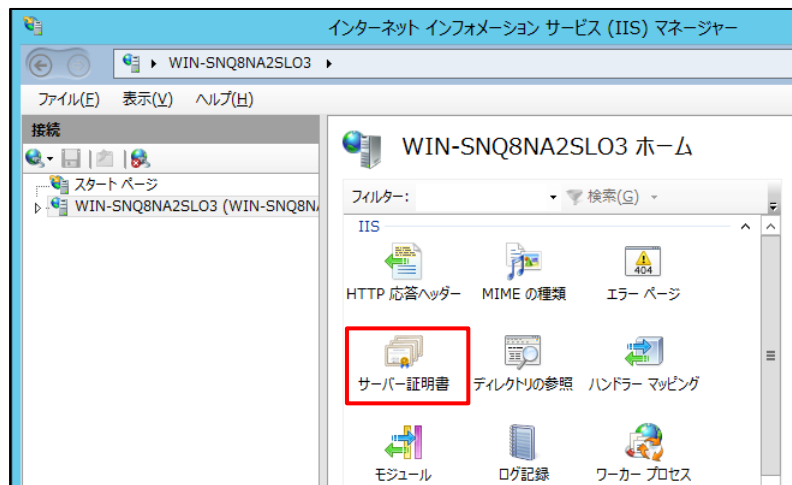 インターネット インフォメーション サービス (IIS) マネージャー
WIN-SNQ8NA2SLO3
ファイル(F) 表示(V) ヘルプ(H)
接続
スタート ページ
WIN-SNQ8NA2SLO3 (WIN-SNQ8N
WIN-SNQ8NA2SLO3 ホーム
フィルター: 検索(G)
IIS
HTTP 応答ヘッダー MIME の種類 エラー ページ
404
サーバー証明書 ディレクトリの参照 ハンドラー マッピング
モジュール ログ記録 ワーカー プロセス